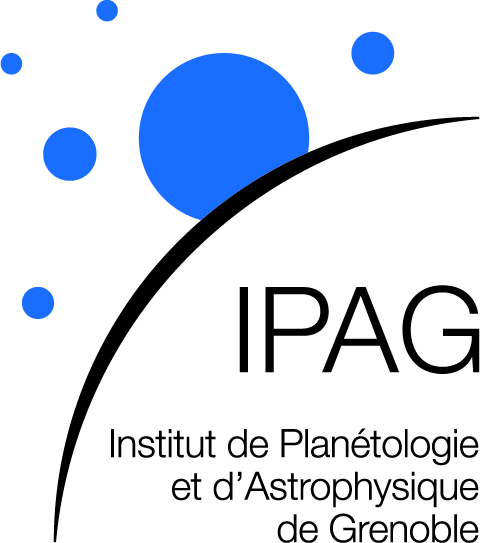 IPAG
Institut de Planétologie
et d’Astrophysique
de Grenoble